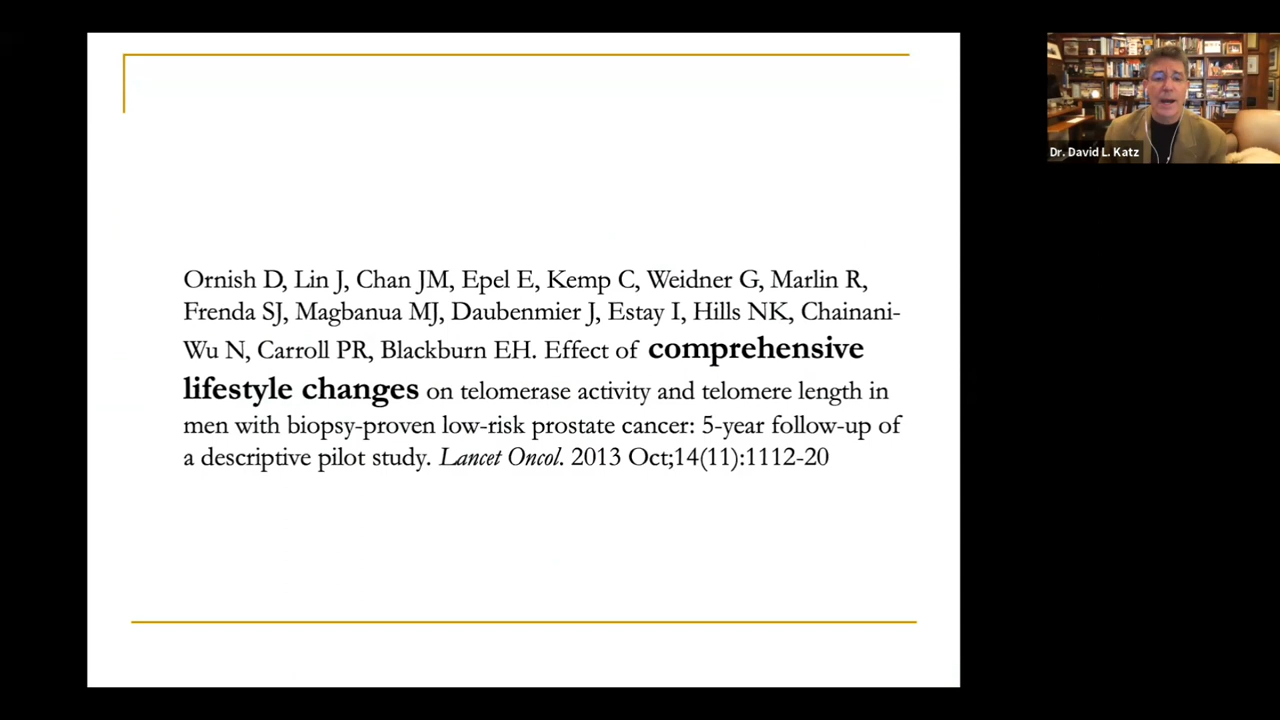 Ornish D, Lin J, Chan JM, Epel E, Kemp C, Weidner G, Marlin R,
Frenda SJ, Magbanua MJ, Daubenmier J, Estay I, Hills NK, Chainani-
Wu N, Carroll PR, Blackburn EH. Effect of comprehensive
lifestyle changes on telomerase activity and telomere length in
men with biopsy-proven low-risk prostate cancer: 5-year follow-up of
a descriptive pilot study. Lancet Oncol. 2013 Oct;14(11):1112-20
Dr. David L. Katz